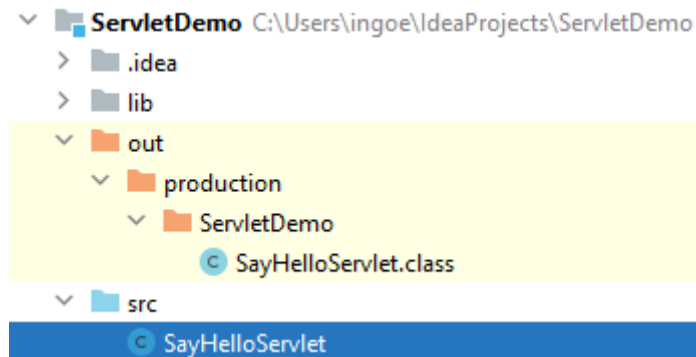 ServletDemo C:\Users\ingoe\IdeaProjects\ServletDemo
.idea
lib
out
production
ServletDemo
C SayHelloServlet.class
src
C SayHelloServlet